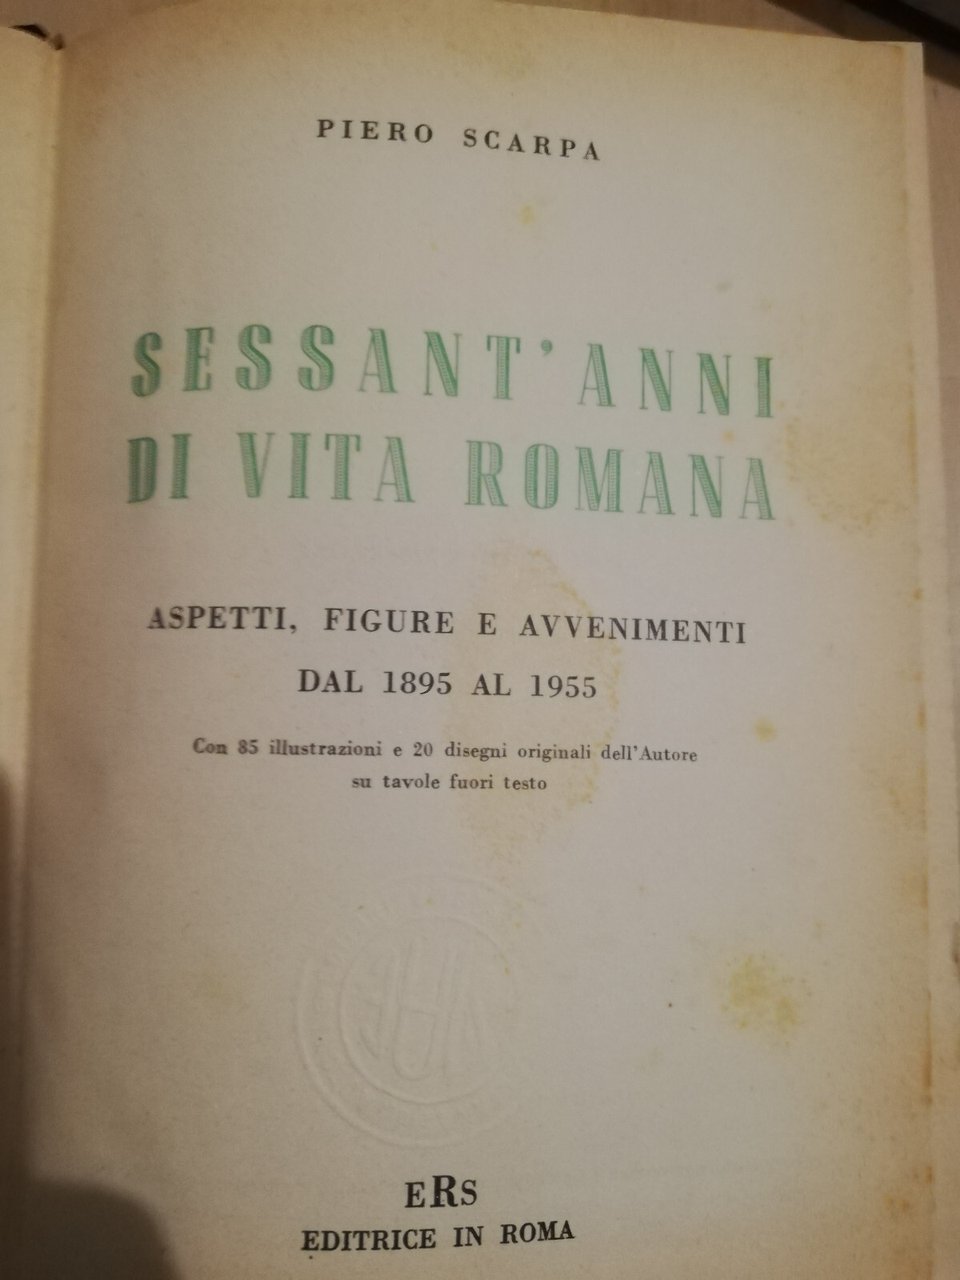 PIERO SCARPA
SESSANT'ANNI
DI VITA ROMANA
ASPETTI, FIGURE E AVVENIMENTI
DAL 1895 AL 1955
Con 85 illustrazioni e 20 disegni originali dell'Autore
su tavole fuori testo
ERS
EDITRICE IN ROMA